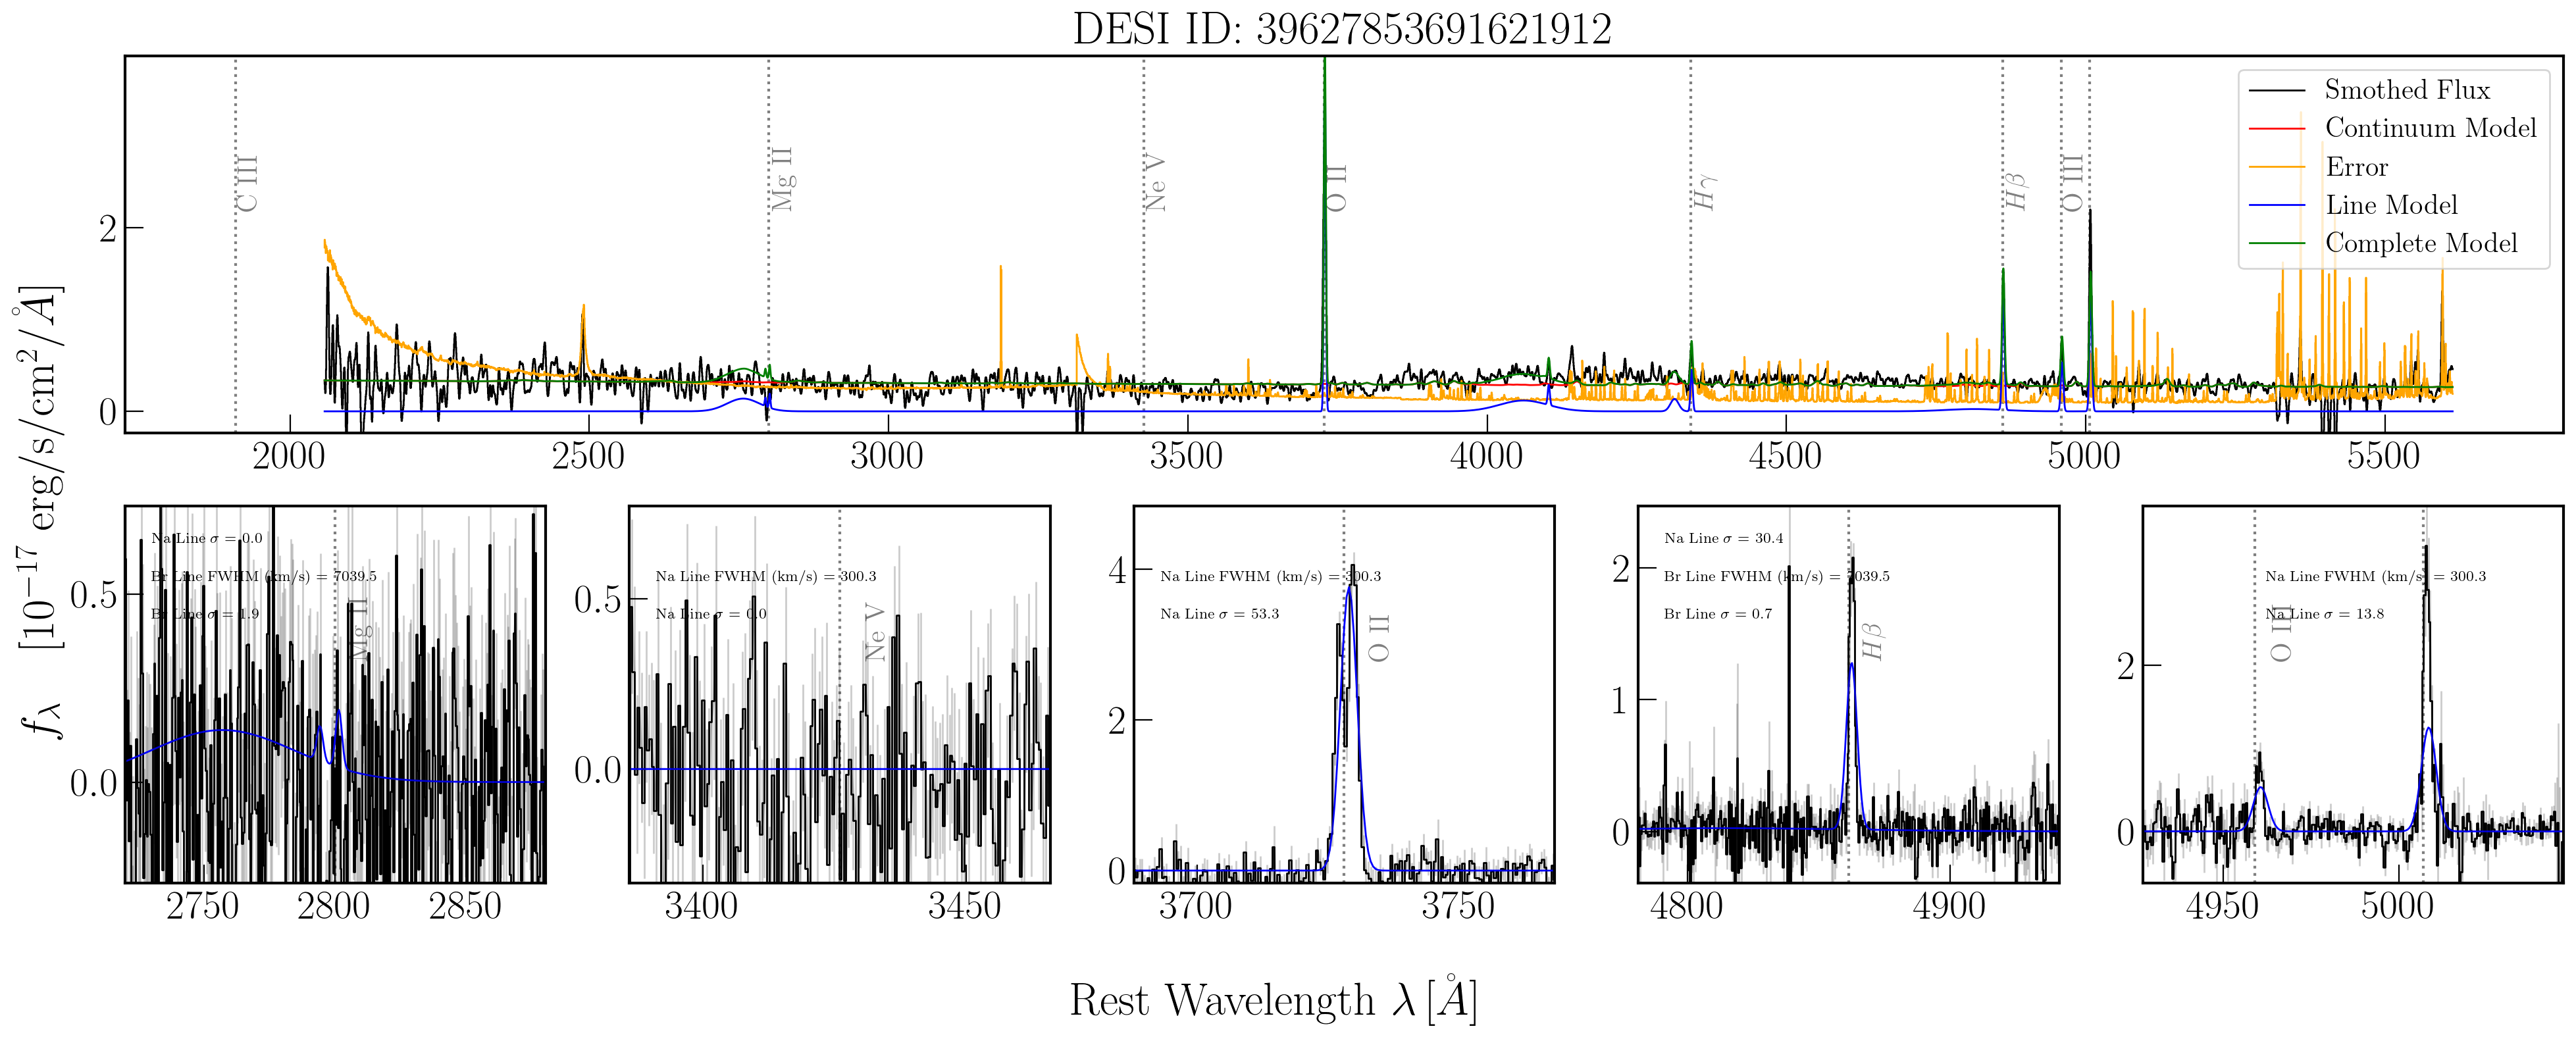 DESI ID: 39627853691621912
Smothed Flux
Continuum Model
Error
Line Model
Complete Model
C III
Mg II
Ne V
O II
Hγ
Hβ
O III
2
0
2000
2500
3000
3500
4000
4500
5000
5500
f_λ [10^{-17} erg/s/cm²/Å]
Na Line σ = 0.0
Br Line FWHM (km/s) = 7039.5
Br Line σ = 1.9
Mg II
0.5
0.0
2750
2800
2850
Na Line FWHM (km/s) = 300.3
Na Line σ = 0.0
Ne V
0.5
0.0
3400
3450
Na Line FWHM (km/s) = 300.3
Na Line σ = 53.3
O II
4
2
0
3700
3750
Na Line σ = 30.4
Br Line FWHM (km/s) = 7039.5
Br Line σ = 0.7
Hβ
2
1
0
4800
4900
Na Line FWHM (km/s) = 300.3
Na Line σ = 13.8
O III
2
0
4950
5000
Rest Wavelength λ [Å]